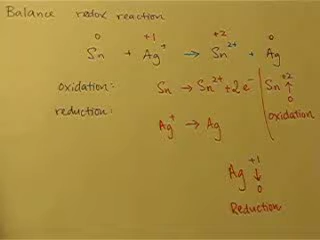 Balance redox reaction
0 +1 +2 0
Sn + Ag⁺ → Sn²⁺ + Ag
oxidation: Sn → Sn²⁺ + 2e⁻
reduction: Ag⁺ → Ag
Sn +2
↑
0
oxidation
Ag +1
↓
0
Reduction